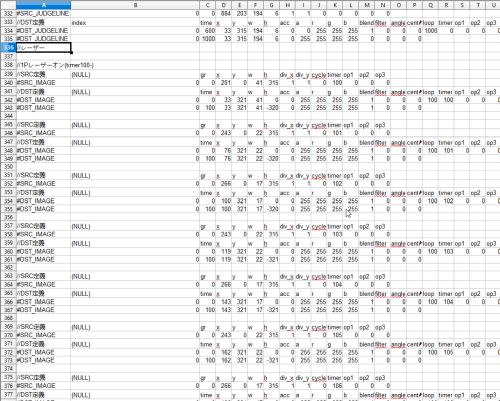 A B C D E F G H I J K L M N O P Q R S T U
332 #SRC_JUDGELINE 0 0 884 203 194 6 1 1 0 0 0 0
333 //DST定義 index time x y w h acc a r g b blend filter angle cent loop timer op1 op2 op3
334 #DST_JUDGELINE 0 600 33 315 194 6 0 0 255 255 255 1 0 0 0 1000 0 0 0 0
335 #DST_JUDGELINE 0 1000 33 315 194 6 0 255 255 255 255 1 0 0 0
336 //レーザー
337
338 //1Pレーザーオン(timer100-)
339 //SRC定義 (NULL) gr x y w h div_x div_y cycle timer op1 op2 op3
340 #SRC_IMAGE 0 0 201 0 41 315 1 1 0 100 0 0 0
341 //DST定義 (NULL) time x y w h acc a r g b blend filter angle cent loop timer op1 op2 op3
342 #DST_IMAGE 0 0 33 321 41 0 0 255 255 255 255 1 0 0 0 100 100 0 0 0
343 #DST_IMAGE 0 100 33 321 41 -320 0 255 255 255 255 1 0 0 0
344
345 //SRC定義 (NULL) gr x y w h div_x div_y cycle timer op1 op2 op3
346 #SRC_IMAGE 0 0 243 0 22 315 1 1 0 101 0 0 0
347 //DST定義 (NULL) time x y w h acc a r g b blend filter angle cent loop timer op1 op2 op3
348 #DST_IMAGE 0 0 76 321 22 0 0 255 255 255 255 1 0 0 0 100 101 0 0 0
349 #DST_IMAGE 0 100 76 321 22 -320 0 255 255 255 255 1 0 0 0
350
351 //SRC定義 (NULL) gr x y w h div_x div_y cycle timer op1 op2 op3
352 #SRC_IMAGE 0 0 266 0 17 315 1 1 0 102 0 0 0
353 //DST定義 (NULL) time x y w h acc a r g b blend filter angle cent loop timer op1 op2 op3
354 #DST_IMAGE 0 0 100 321 17 0 0 255 255 255 255 1 0 0 0 100 102 0 0 0
355 #DST_IMAGE 0 100 100 321 17 -320 0 255 255 255 255 1 0 0 0
356
357 //SRC定義 (NULL) gr x y w h div_x div_y cycle timer op1 op2 op3
358 #SRC_IMAGE 0 0 243 0 22 315 1 1 0 103 0 0 0
359 //DST定義 (NULL) time x y w h acc a r g b blend filter angle cent loop timer op1 op2 op3
360 #DST_IMAGE 0 0 119 321 22 0 0 255 255 255 255 1 0 0 0 100 103 0 0 0
361 #DST_IMAGE 0 100 119 321 22 -321 0 255 255 255 255 1 0 0 0
362
363 //SRC定義 (NULL) gr x y w h div_x div_y cycle timer op1 op2 op3
364 #SRC_IMAGE 0 0 266 0 17 315 1 1 0 104 0 0 0
365 //DST定義 (NULL) time x y w h acc a r g b blend filter angle cent loop timer op1 op2 op3
366 #DST_IMAGE 0 0 143 321 17 0 0 255 255 255 255 1 0 0 0 100 104 0 0 0
367 #DST_IMAGE 0 100 143 321 17 -321 0 255 255 255 255 1 0 0 0
368
369 //SRC定義 (NULL) gr x y w h div_x div_y cycle timer op1 op2 op3
370 #SRC_IMAGE 0 0 243 0 22 315 1 1 0 105 0 0 0
371 //DST定義 (NULL) time x y w h acc a r g b blend filter angle cent loop timer op1 op2 op3
372 #DST_IMAGE 0 0 162 321 22 0 0 255 255 255 255 1 0 0 0 100 105 0 0 0
373 #DST_IMAGE 0 100 162 321 22 -321 0 255 255 255 255 1 0 0 0
374
375 //SRC定義 (NULL) gr x y w h div_x div_y cycle timer op1 op2 op3
376 #SRC_IMAGE 0 0 266 0 17 315 1 1 0 106 0 0 0
377 //DST定義 (NULL) time x y w h acc a r g b blend filter angle cent loop timer op1 op2 op3